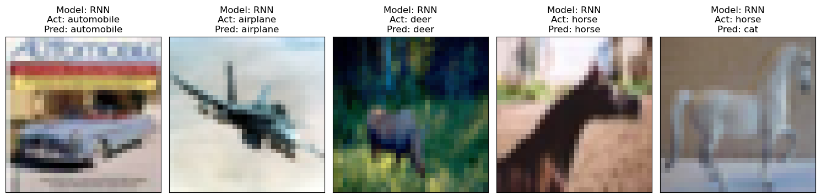 Model: RNN
Act: automobile
Pred: automobile
Model: RNN
Act: airplane
Pred: airplane
Model: RNN
Act: deer
Pred: deer
Model: RNN
Act: horse
Pred: horse
Model: RNN
Act: horse
Pred: cat
Automobile